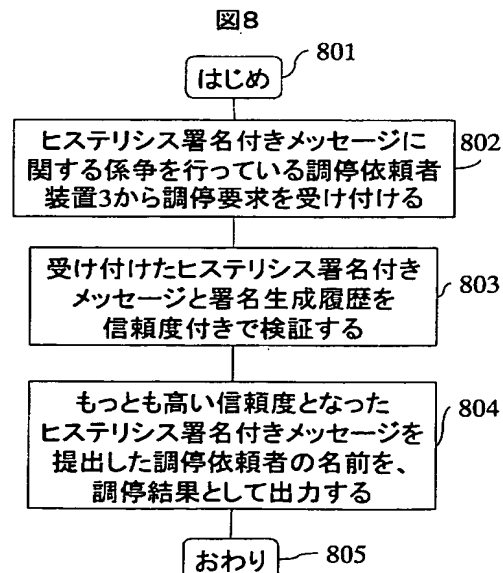 図8
はじめ
801
ヒステリシス署名付きメッセージに
関する係争を行っている調停依頼者
装置3から調停要求を受け付ける
802
受け付けたヒステリシス署名付き
メッセージと署名生成履歴を
信頼度付きで検証する
803
もっとも高い信頼度となった
ヒステリシス署名付きメッセージを
提出した調停依頼者の名前を、
調停結果として出力する
804
おわり
805